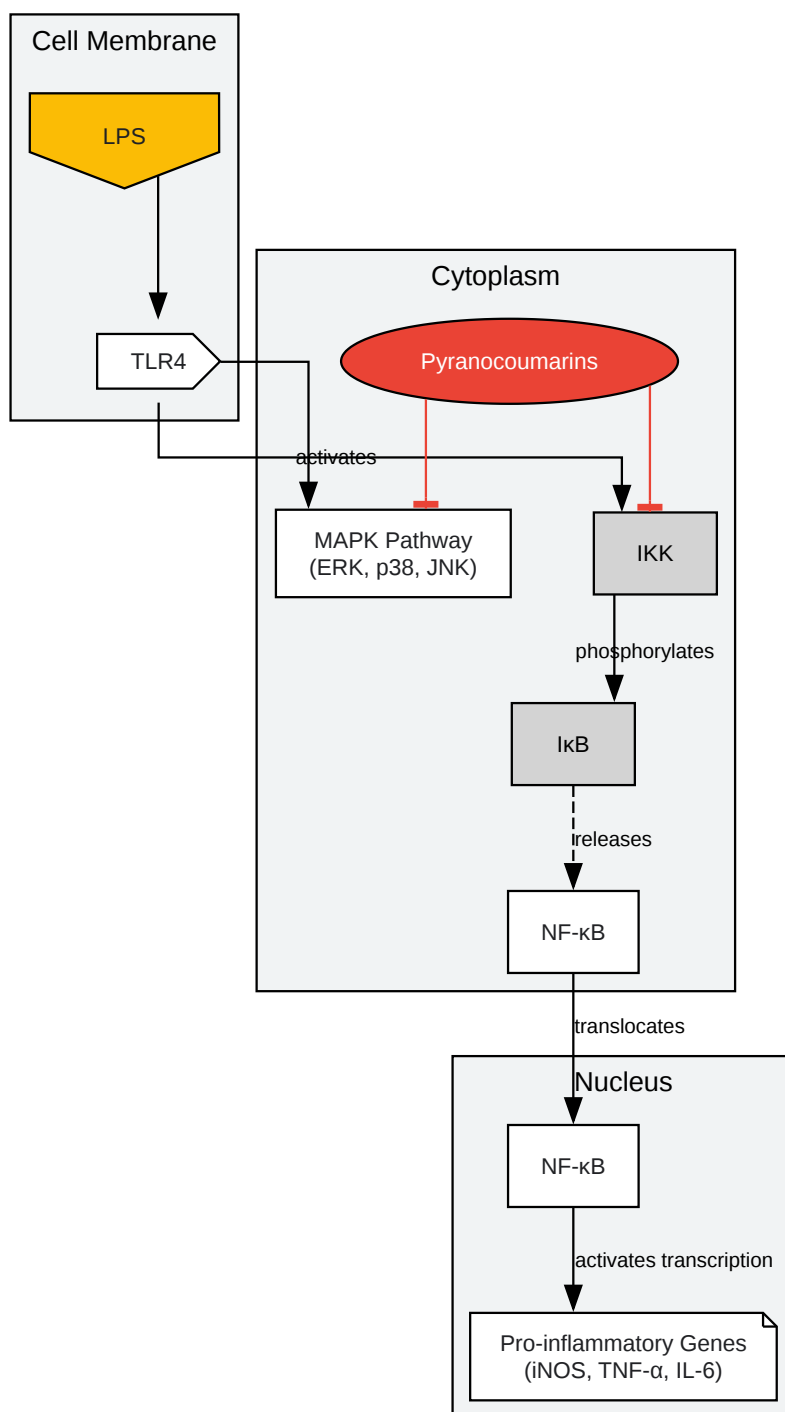 Cell Membrane
LPS
TLR4
Cytoplasm
Pyranocoumarins
activates
MAPK Pathway
(ERK, p38, JNK)
IKK
phosphorylates
IκB
releases
NF-κB
translocates
Nucleus
NF-κB
activates transcription
Pro-inflammatory Genes
(iNOS, TNF-α, IL-6)